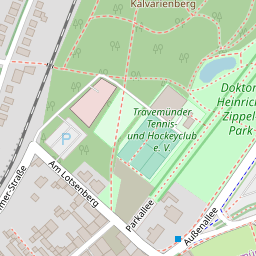 Kalvarienberg
Doktor
Heinrich
Zippel
Park
Travemünder
Tennis-
und Hockeyclub
e. V.
P
Am Lotsenberg
Parkallee
Außenallee